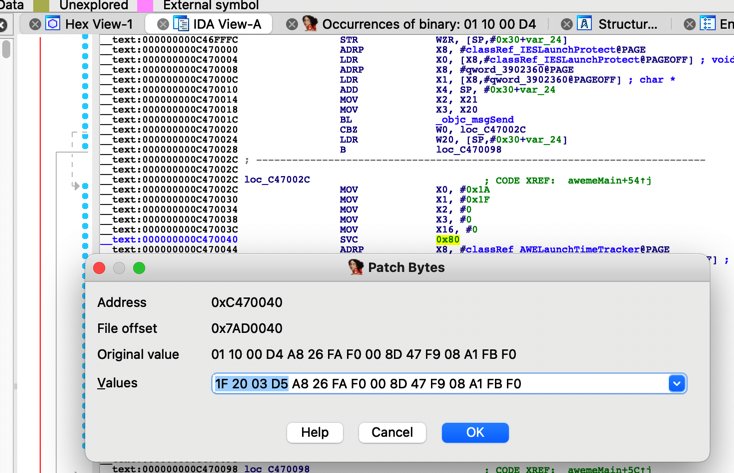 Data Unexplored External symbol
Hex View-1 IDA View-A Occurrences of binary: 01 10 00 D4 Structur... En
__text:000000000C46FFFC STR WZR, [SP,#0x30+var_24]
__text:000000000C470000 ADRP X8, #classRef_IESLaunchProtect@PAGE
__text:000000000C470004 LDR X0, [X8,#classRef_IESLaunchProtect@PAGEOFF] ; void
__text:000000000C470008 ADRP X8, #qword_3902360@PAGE
__text:000000000C47000C LDR X1, [X8,#qword_3902360@PAGEOFF] ; char *
__text:000000000C470010 ADD X4, SP, #0x30+var_24
__text:000000000C470014 MOV X2, X21
__text:000000000C470018 MOV X3, X20
__text:000000000C47001C BL _objc_msgSend
__text:000000000C470020 CBZ W0, loc_C47002C
__text:000000000C470024 LDR W20, [SP,#0x30+var_24]
__text:000000000C470028 B loc_C470098
__text:000000000C47002C ; ---------------------------------------------------------------------------
__text:000000000C47002C
__text:000000000C47002C loc_C47002C ; CODE XREF: awemeMain+54↑j
__text:000000000C47002C MOV X0, #0x1A
__text:000000000C470030 MOV X1, #0x1F
__text:000000000C470034 MOV X2, #0
__text:000000000C470038 MOV X3, #0
__text:000000000C47003C MOV X16, #0
__text:000000000C470040 SVC 0x80
__text:000000000C470044 ADRP X8, #classRef_AWELaunchTimeTracker@PAGE
F] ;
Patch Bytes
Address 0xC470040
File offset 0x7AD0040
Original value 01 10 00 D4 A8 26 FA F0 00 8D 47 F9 08 A1 FB F0
Values 1F 20 03 D5 A8 26 FA F0 00 8D 47 F9 08 A1 FB F0
Help Cancel OK
__text:000000000C470098 loc_C470098 ; CODE XREF: awemeMain+5C↑j